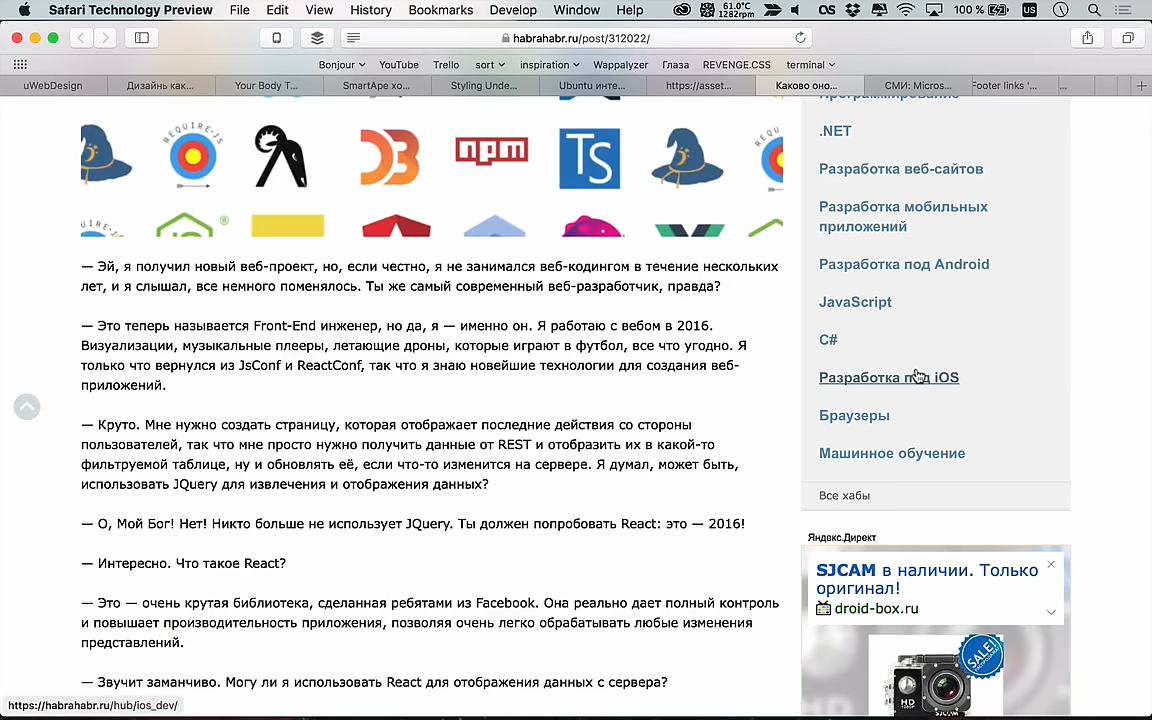 Safari Technology Preview File Edit View History Bookmarks Develop Window Help 61.0°C 1282rpm 100 % US
habrahabr.ru/post/312022/
Bonjour YouTube Trello sort inspiration Wappalyzer Глаза REVENGE.CSS terminal
uWebDesign Дизайнь как... Your Body T... SmartApe хо... Styling Unde... Ubuntu инте... https://asset... Каково оно... СМИ: Micros... Footer links '... ...
REQUIRE·JS
npm
TS
— Эй, я получил новый веб-проект, но, если честно, я не занимался веб-кодингом в течение нескольких
лет, и я слышал, все немного поменялось. Ты же самый современный веб-разработчик, правда?
— Это теперь называется Front-End инженер, но да, я — именно он. Я работаю с вебом в 2016.
Визуализации, музыкальные плееры, летающие дроны, которые играют в футбол, все что угодно. Я
только что вернулся из JsConf и ReactConf, так что я знаю новейшие технологии для создания веб-
приложений.
— Круто. Мне нужно создать страницу, которая отображает последние действия со стороны
пользователей, так что мне просто нужно получить данные от REST и отобразить их в какой-то
фильтруемой таблице, ну и обновлять её, если что-то изменится на сервере. Я думал, может быть,
использовать JQuery для извлечения и отображения данных?
— О, Мой Бог! Нет! Никто больше не использует JQuery. Ты должен попробовать React: это — 2016!
— Интересно. Что такое React?
— Это — очень крутая библиотека, сделанная ребятами из Facebook. Она реально дает полный контроль
и повышает производительность приложения, позволяя очень легко обрабатывать любые изменения
представлений.
— Звучит заманчиво. Могу ли я использовать React для отображения данных с сервера?
Программирование
.NET
Разработка веб-сайтов
Разработка мобильных
приложений
Разработка под Android
JavaScript
C#
Разработка под iOS
Браузеры
Машинное обучение
Все хабы
Яндекс.Директ
SJCAM в наличии. Только
оригинал!
droid-box.ru
SALE!
HD
1080
SJCAM
https://habrahabr.ru/hub/ios_dev/